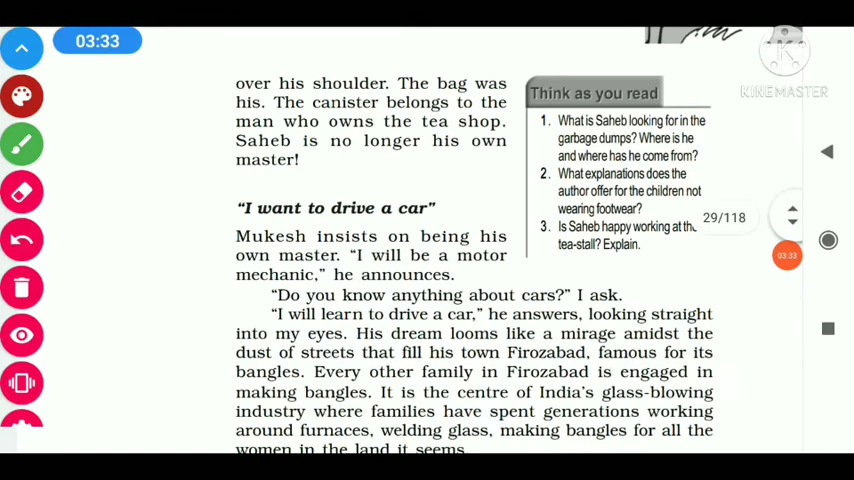 03:33
KINEMASTER
over his shoulder. The bag was
his. The canister belongs to the
man who owns the tea shop.
Saheb is no longer his own
master!
Think as you read
1. What is Saheb looking for in the
garbage dumps? Where is he
and where has he come from?
2. What explanations does the
author offer for the children not
wearing footwear?
3. Is Saheb happy working at the
tea-stall? Explain.
29/118
03:33
"I want to drive a car"
Mukesh insists on being his
own master. "I will be a motor
mechanic," he announces.
"Do you know anything about cars?" I ask.
"I will learn to drive a car," he answers, looking straight
into my eyes. His dream looms like a mirage amidst the
dust of streets that fill his town Firozabad, famous for its
bangles. Every other family in Firozabad is engaged in
making bangles. It is the centre of India's glass-blowing
industry where families have spent generations working
around furnaces, welding glass, making bangles for all the
women in the land it seems.